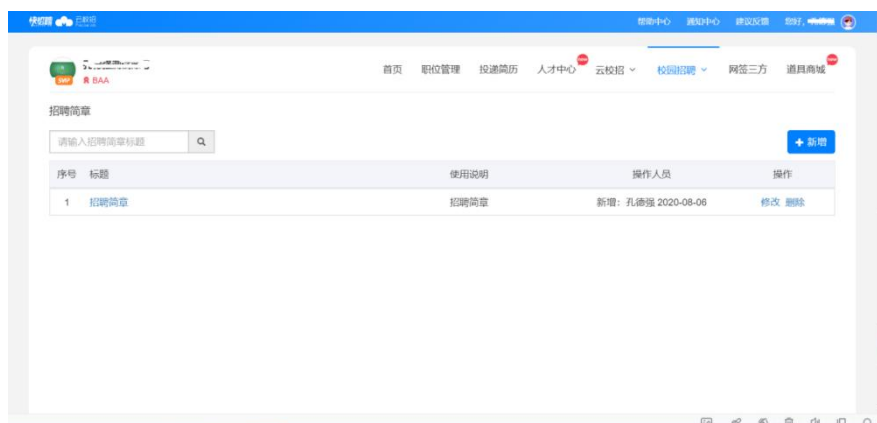 快招聘
帮助中心 通知中心 建议反馈 您好,
R BAA
首页 职位管理 投递简历 人才中心 云校招 校园招聘 网签三方 道具商城
招聘简章
请输入招聘简章标题
+ 新增
序号 标题 使用说明 操作人员 操作
1 招聘简章 招聘简章 新增：孔德强 2020-08-06 修改 删除